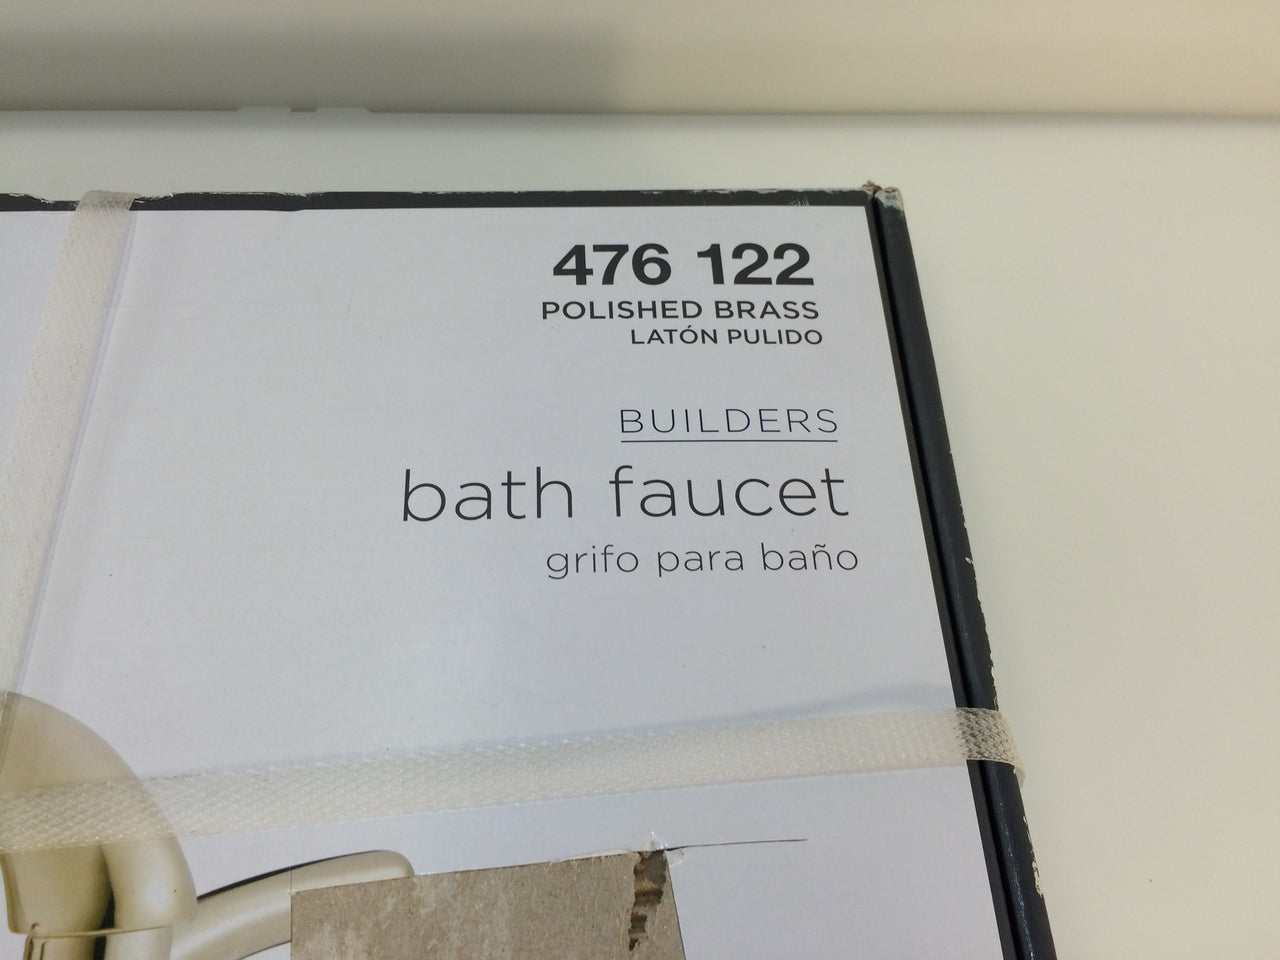 476 122
POLISHED BRASS
LATÓN PULIDO
BUILDERS
bath faucet
grifo para baño